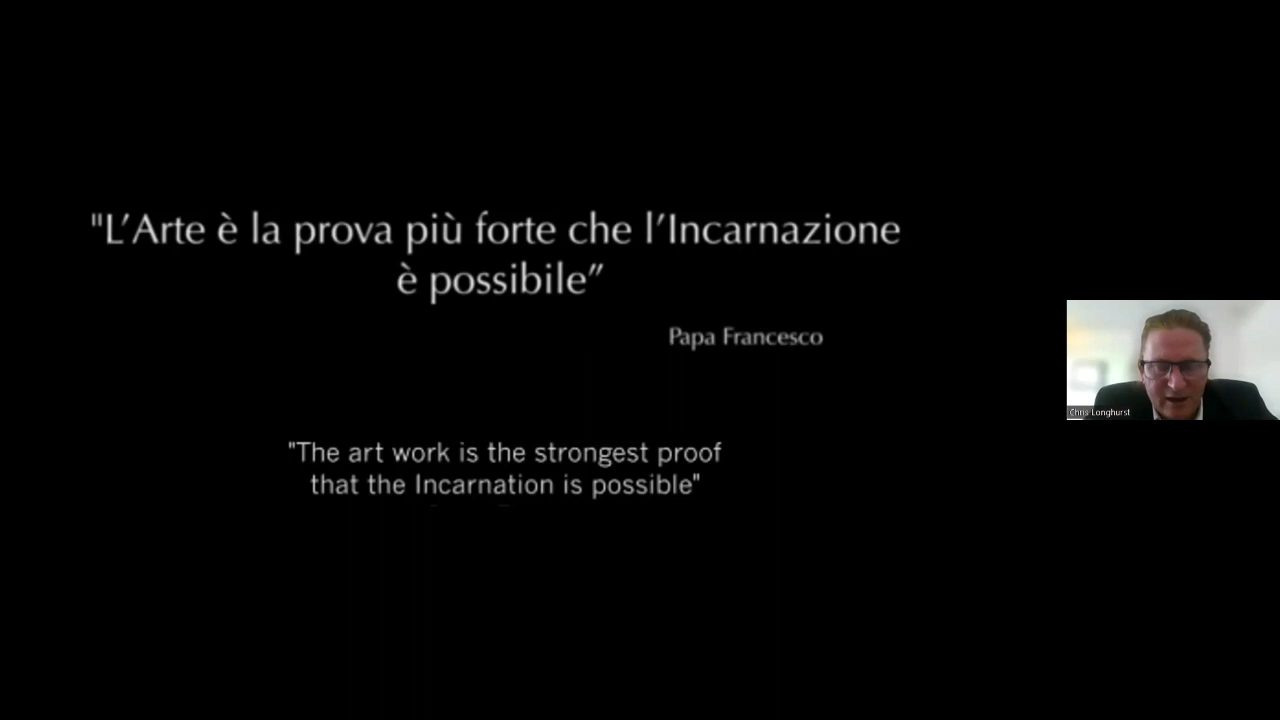 "L’Arte è la prova più forte che l’Incarnazione
è possibile”
Papa Francesco
"The art work is the strongest proof
that the Incarnation is possible"
Chris Longhurst